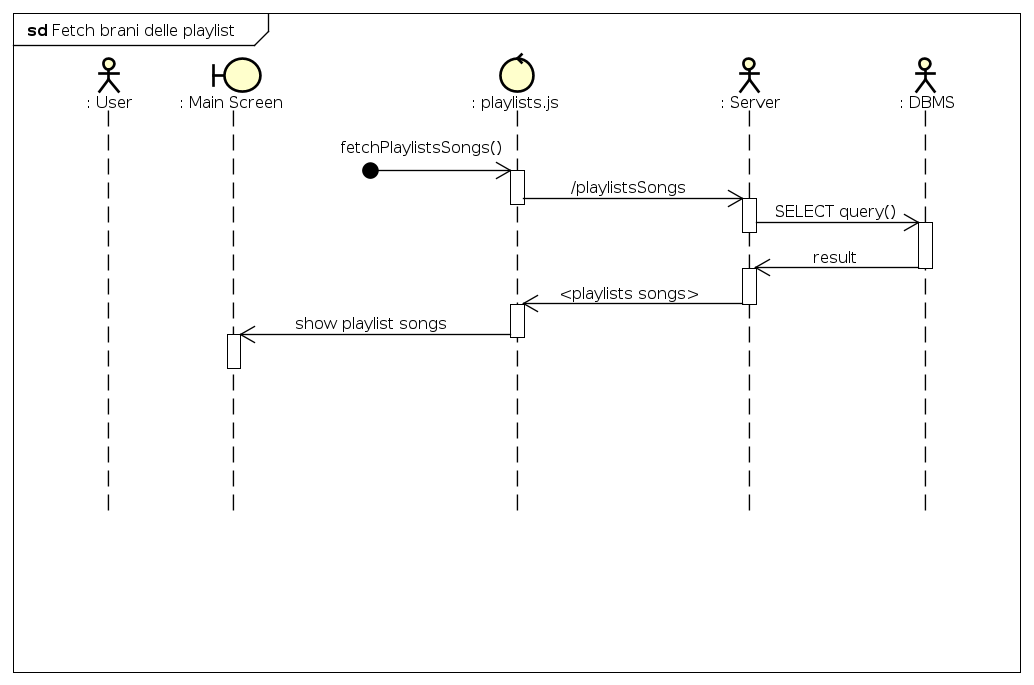 sd Fetch brani delle playlist
: User
: Main Screen
: playlists.js
: Server
: DBMS
fetchPlaylistsSongs()
/playlistsSongs
SELECT query()
result
<playlists songs>
show playlist songs